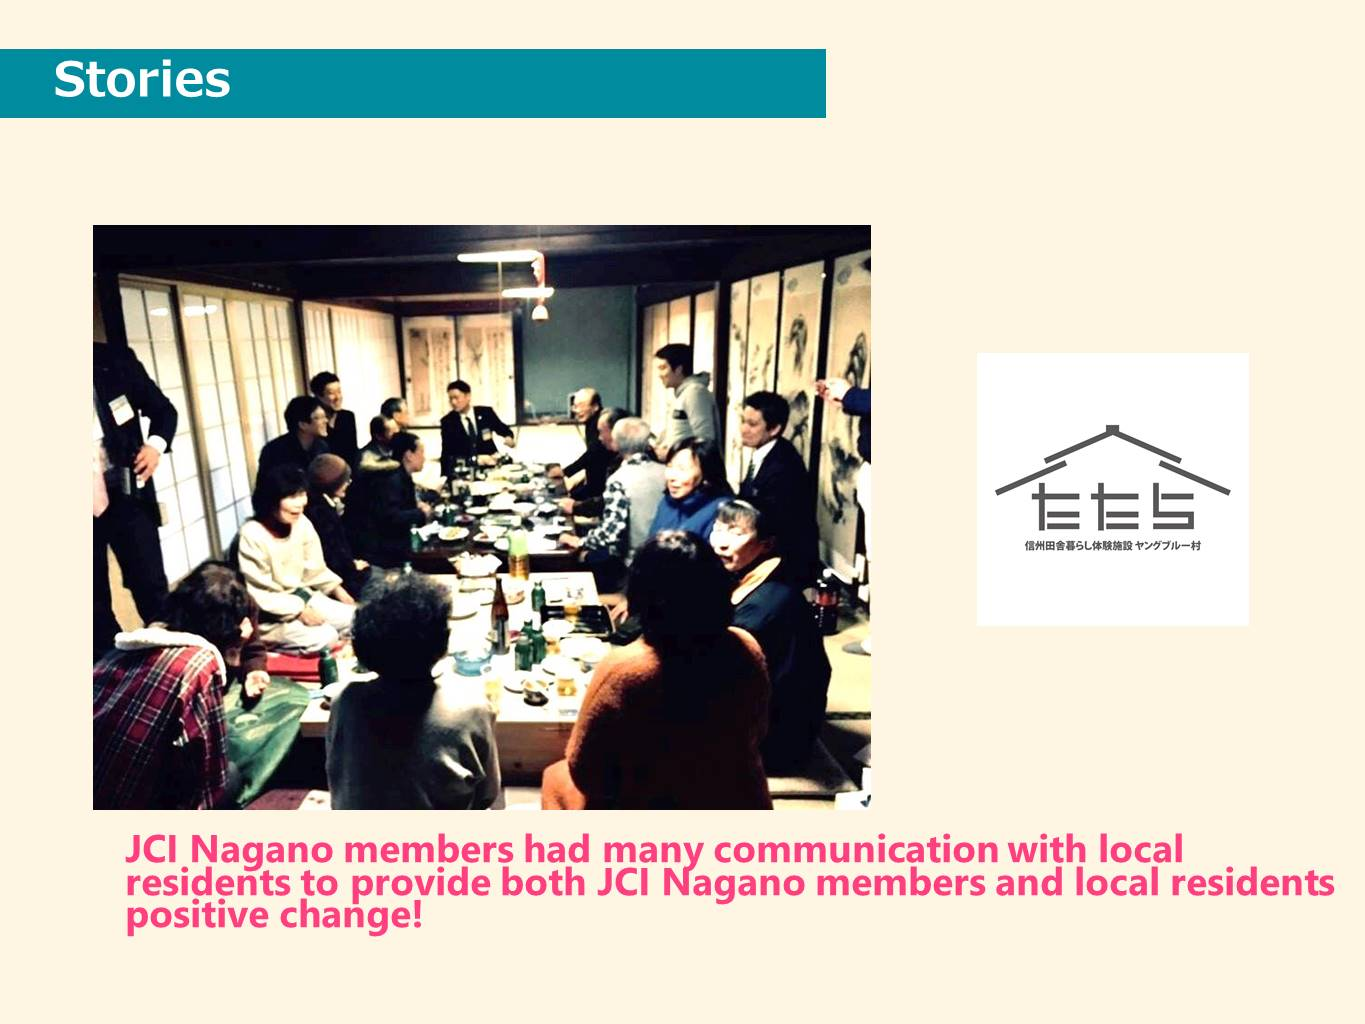 Stories
たたら
信州田舎暮らし体験施設 ヤングブルー村
JCI Nagano members had many communication with local
residents to provide both JCI Nagano members and local residents
positive change!